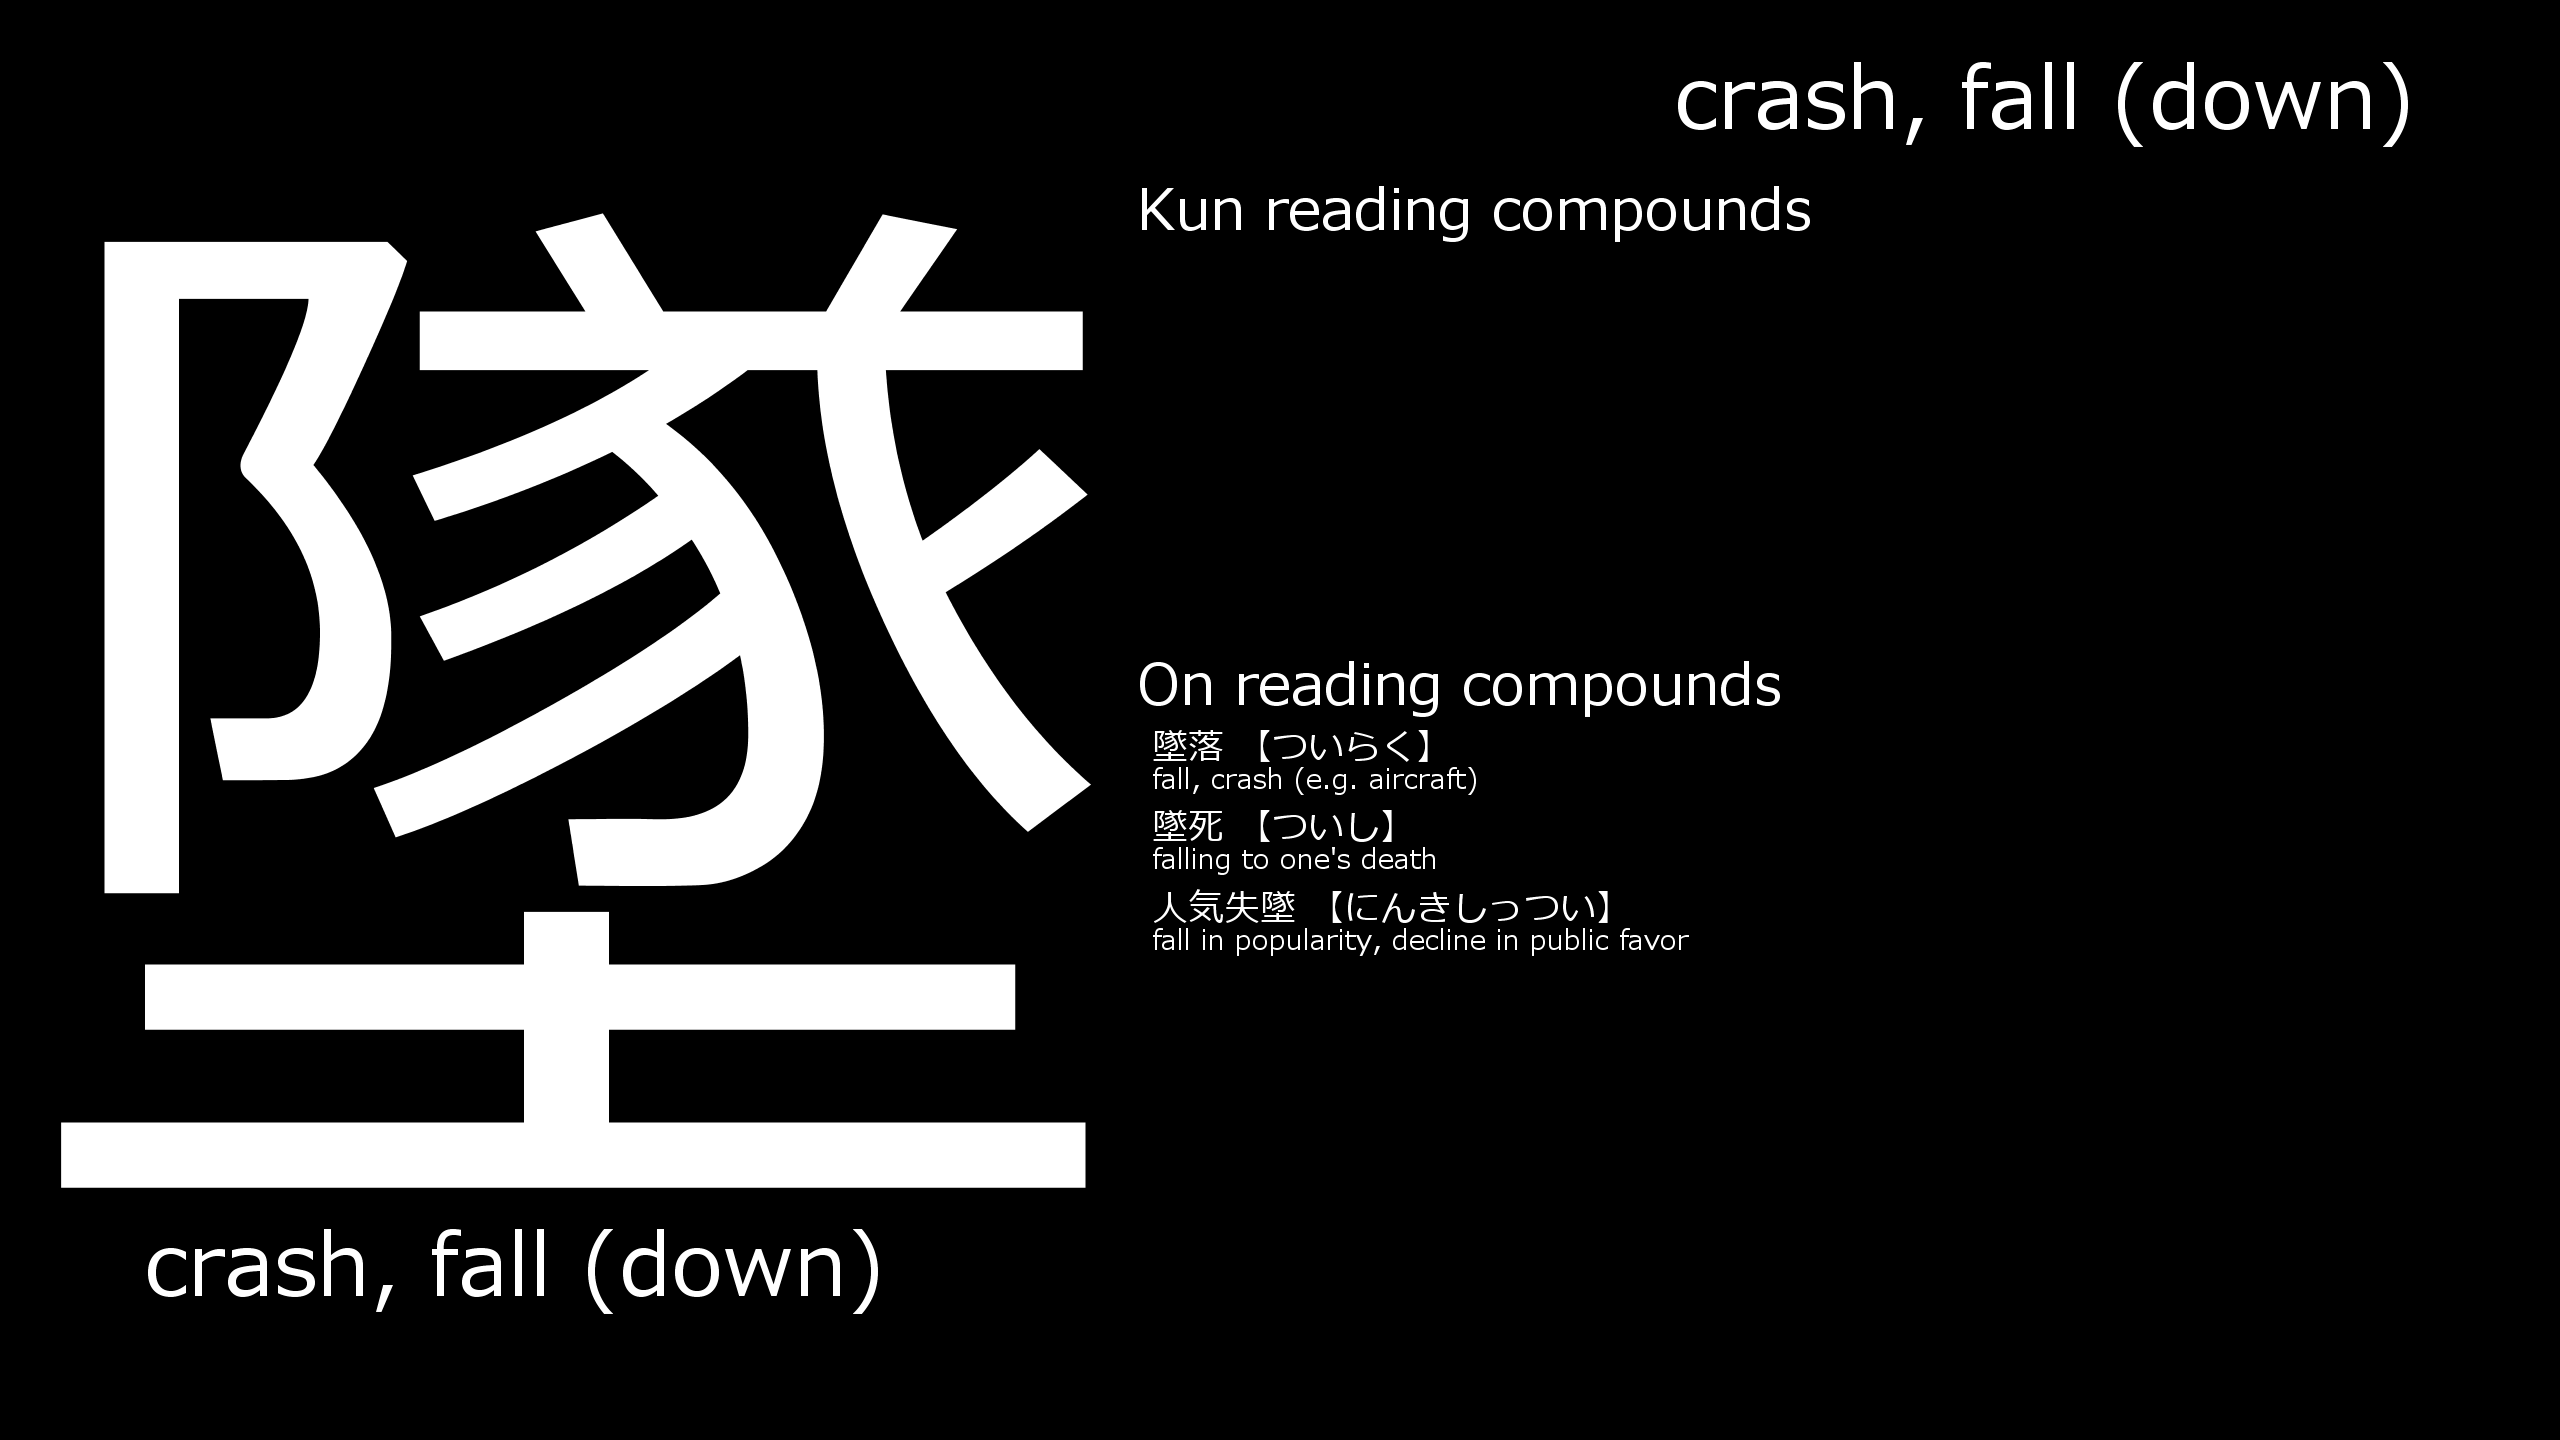 crash, fall (down)
墜
crash, fall (down)
Kun reading compounds
On reading compounds
墜落 【ついらく】
fall, crash (e.g. aircraft)
墜死 【ついし】
falling to one's death
人気失墜 【にんきしっつい】
fall in popularity, decline in public favor